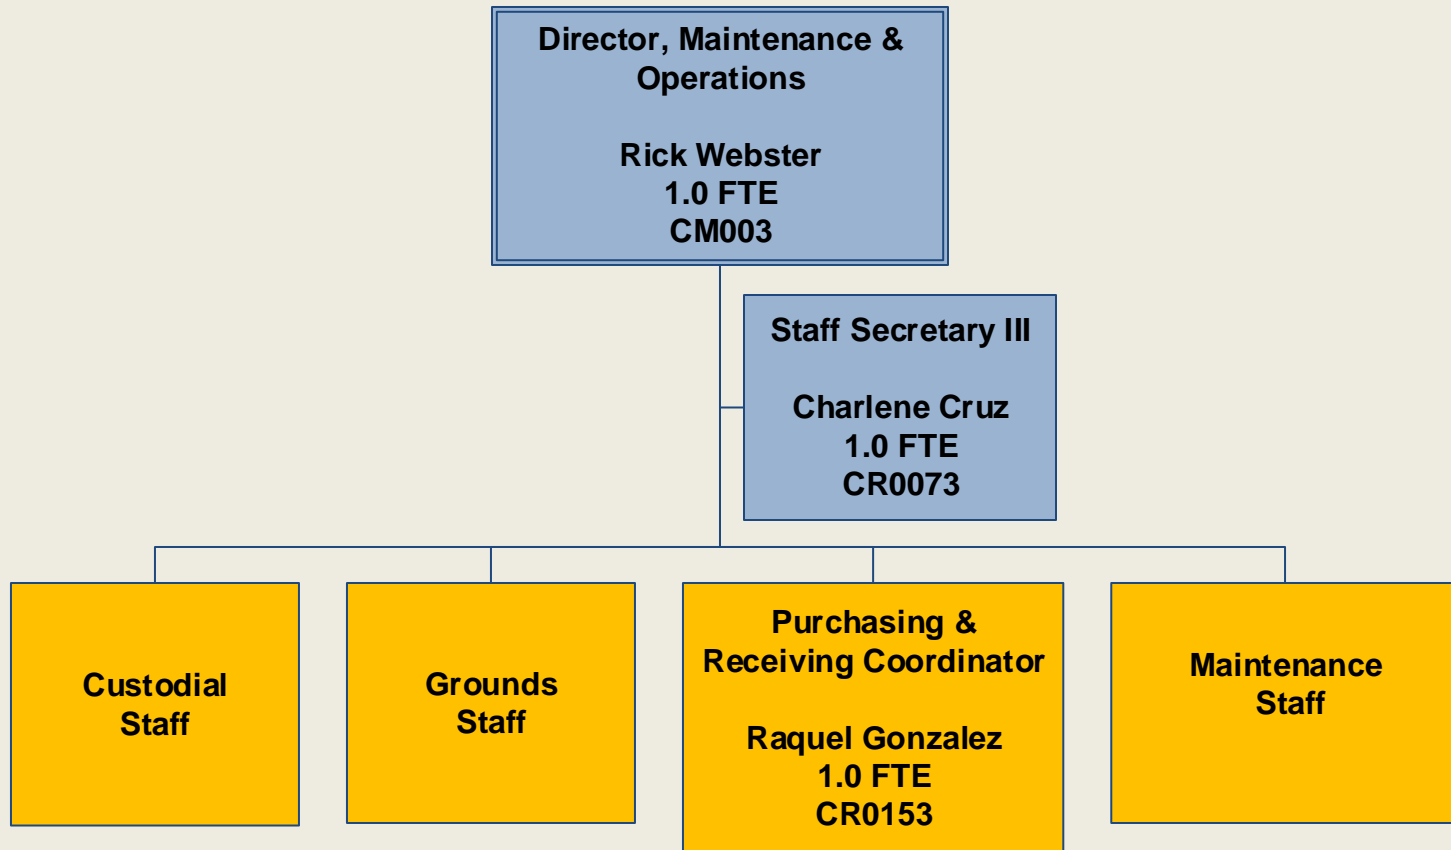 Director, Maintenance &
Operations
Rick Webster
1.0 FTE
CM003
Staff Secretary III
Charlene Cruz
1.0 FTE
CR0073
Custodial
Staff
Grounds
Staff
Purchasing &
Receiving Coordinator
Raquel Gonzalez
1.0 FTE
CR0153
Maintenance
Staff